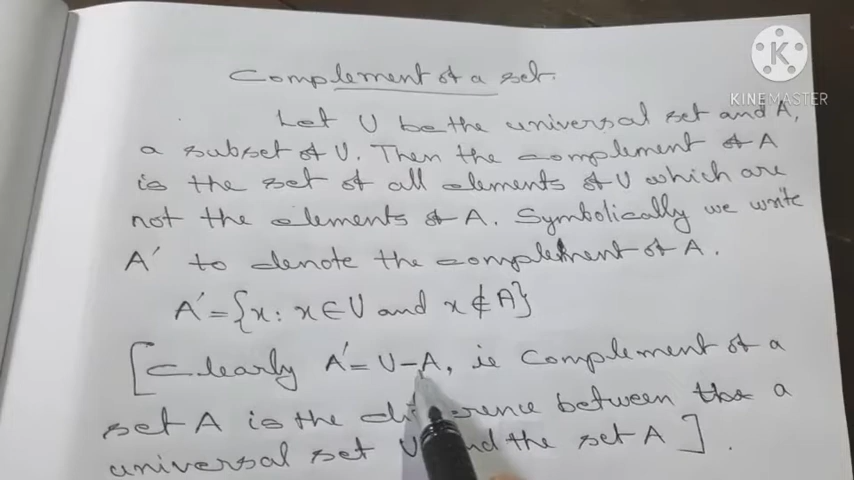 Complement of a set.
KINEMASTER
Let U be the universal set and A,
a subset of U. Then the complement of A
is the set of all elements of U which are
not the elements of A. Symbolically we write
A' to denote the complement of A.
A' = {x : x ∈ U and x ∉ A}
[Clearly A' = U - A, ie complement of a
set A is the difference between a
universal set U and the set A].